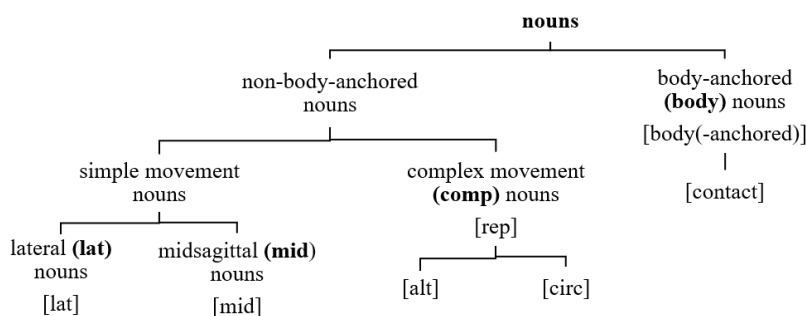 nouns
non-body-anchored
nouns
body-anchored
(body) nouns
[body(-anchored)]
[contact]
simple movement
nouns
complex movement
(comp) nouns
[rep]
lateral (lat)
nouns
[lat]
midsagittal (mid)
nouns
[mid]
[alt]
[circ]